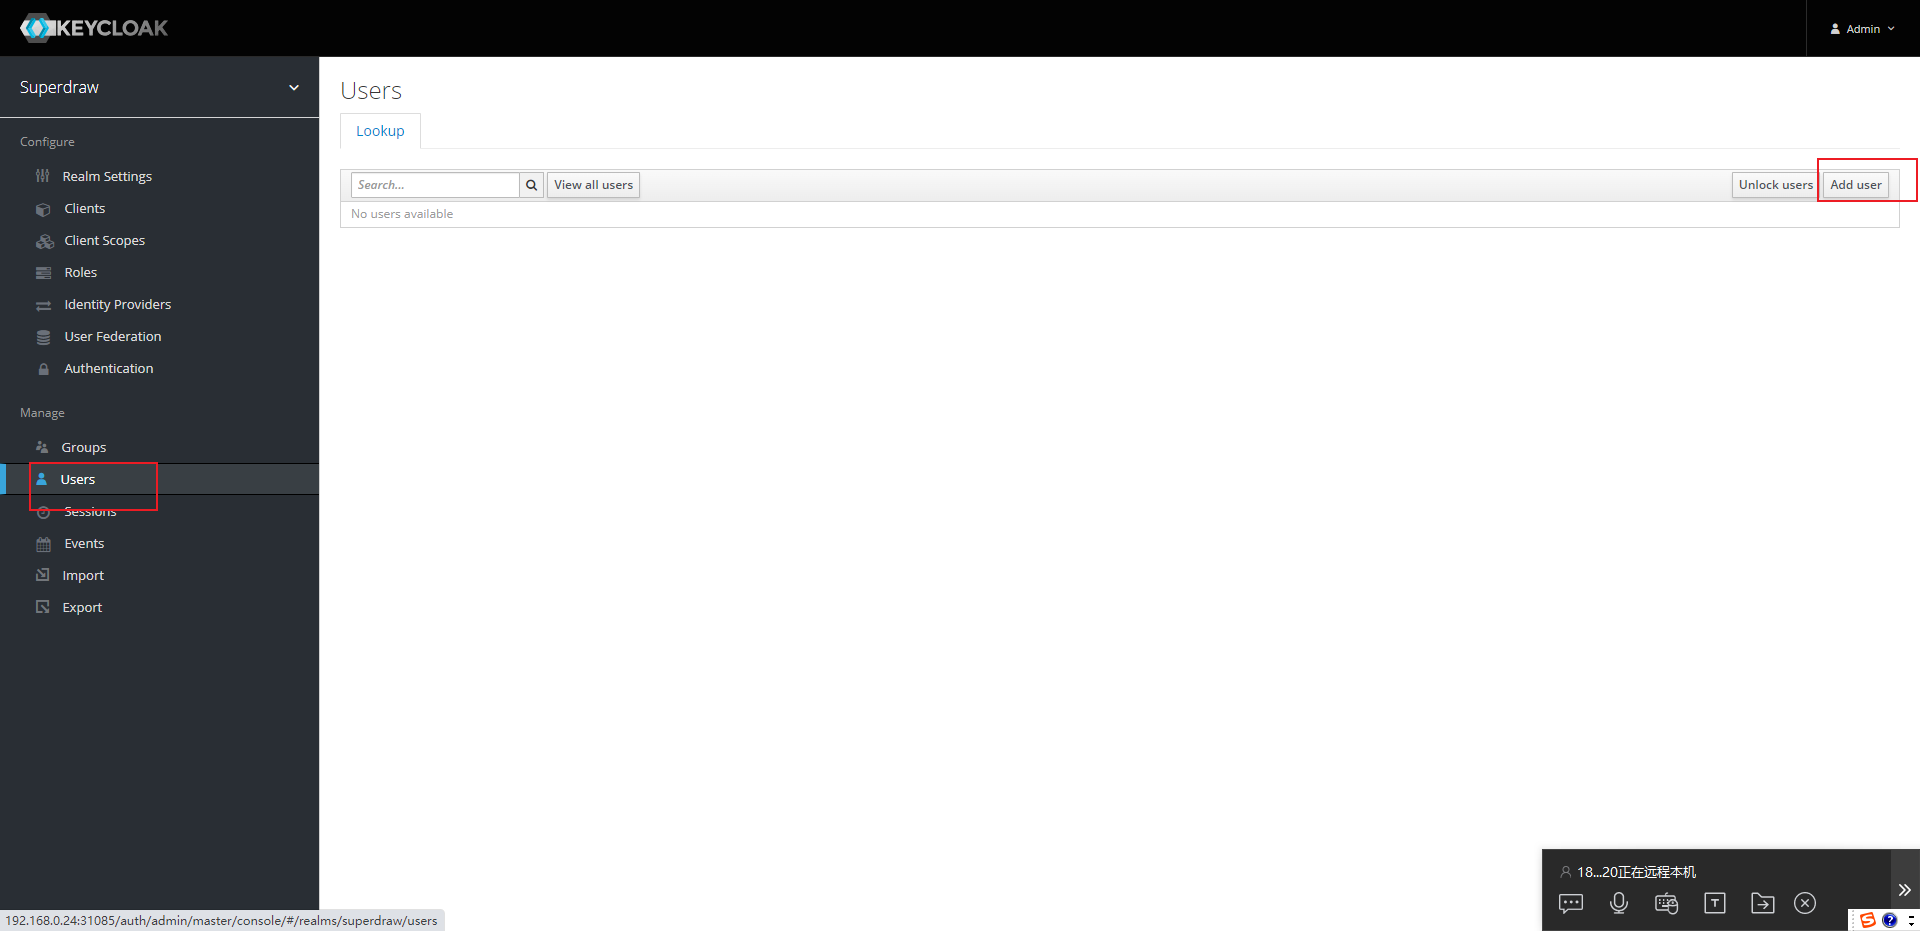 KEYCLOAK
Admin
Superdraw
Configure
Realm Settings
Clients
Client Scopes
Roles
Identity Providers
User Federation
Authentication
Manage
Groups
Users
Sessions
Events
Import
Export
Users
Lookup
Search...
View all users
Unlock users
Add user
No users available
18...20正在远程本机
192.168.0.24:31085/auth/admin/master/console/#/realms/superdraw/users